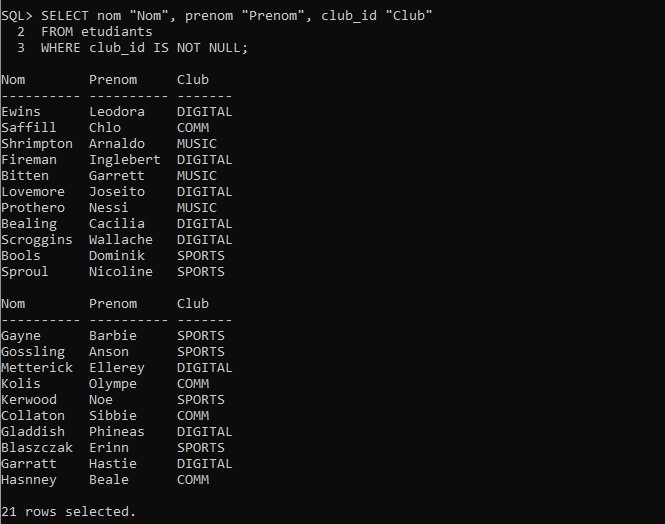 SQL> SELECT nom "Nom", prenom "Prenom", club_id "Club"
  2  FROM etudiants
  3  WHERE club_id IS NOT NULL;

Nom        Prenom     Club
---------- ---------- -------
Ewins      Leodora    DIGITAL
Saffill    Chlo       COMM
Shrimpton  Arnaldo    MUSIC
Fireman    Inglebert  DIGITAL
Bitten     Garrett    MUSIC
Lovemore   Joseito    DIGITAL
Prothero   Nessi      MUSIC
Bealing    Cacilia    DIGITAL
Scroggins  Wallache   DIGITAL
Bools      Dominik    SPORTS
Sproul     Nicoline   SPORTS

Nom        Prenom     Club
---------- ---------- -------
Gayne      Barbie     SPORTS
Gossling   Anson      SPORTS
Metterick  Ellerey    DIGITAL
Kolis      Olympe     COMM
Kerwood    Noe        SPORTS
Collaton   Sibbie     COMM
Gladdish   Phineas    DIGITAL
Blaszczak  Erinn      SPORTS
Garratt    Hastie     DIGITAL
Hasnney    Beale      COMM

21 rows selected.